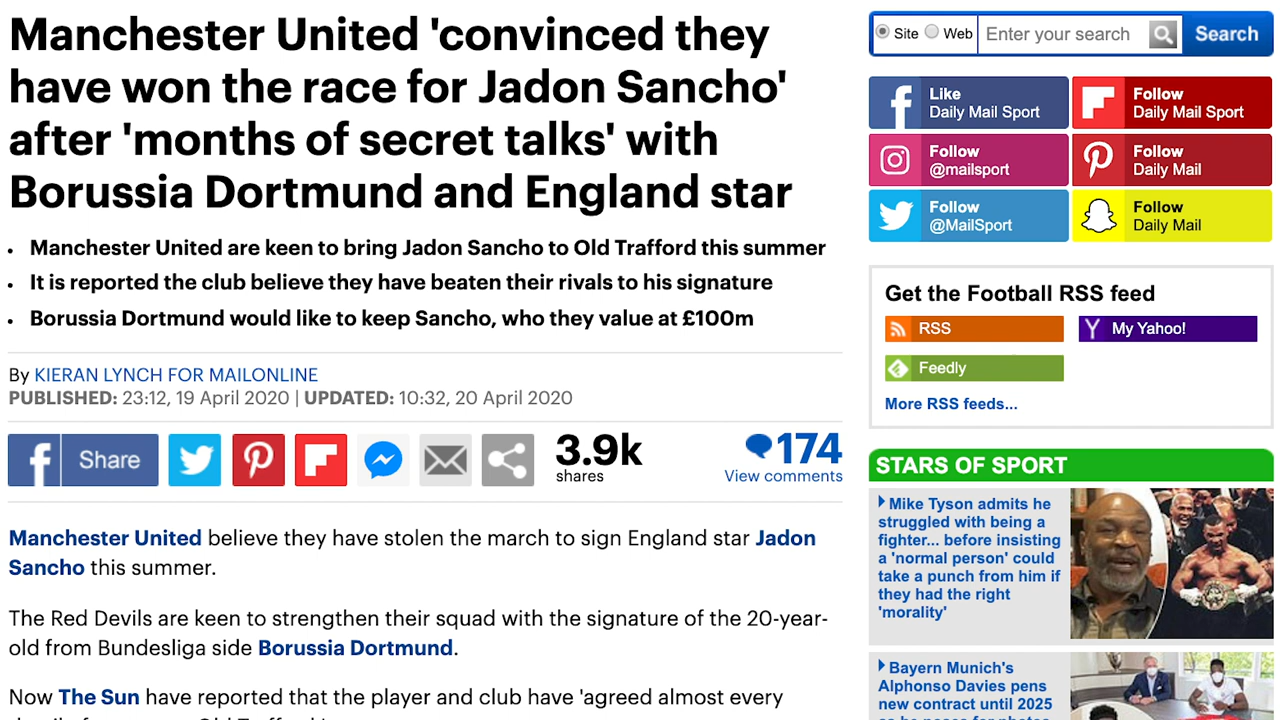 Manchester United 'convinced they
have won the race for Jadon Sancho'
after 'months of secret talks' with
Borussia Dortmund and England star
• Manchester United are keen to bring Jadon Sancho to Old Trafford this summer
• It is reported the club believe they have beaten their rivals to his signature
• Borussia Dortmund would like to keep Sancho, who they value at £100m
By KIERAN LYNCH FOR MAILONLINE
PUBLISHED: 23:12, 19 April 2020 | UPDATED: 10:32, 20 April 2020
Share
3.9k
shares
174
View comments
Manchester United believe they have stolen the march to sign England star Jadon
Sancho this summer.
The Red Devils are keen to strengthen their squad with the signature of the 20-year-
old from Bundesliga side Borussia Dortmund.
Now The Sun have reported that the player and club have 'agreed almost every
Site Web Enter your search Search
Like
Daily Mail Sport
Follow
Daily Mail Sport
Follow
@mailsport
Follow
Daily Mail
Follow
@MailSport
Follow
Daily Mail
Get the Football RSS feed
RSS
My Yahoo!
Feedly
More RSS feeds...
STARS OF SPORT
Mike Tyson admits he
struggled with being a
fighter... before insisting
a 'normal person' could
take a punch from him if
they had the right
'morality'
Bayern Munich's
Alphonso Davies pens
new contract until 2025